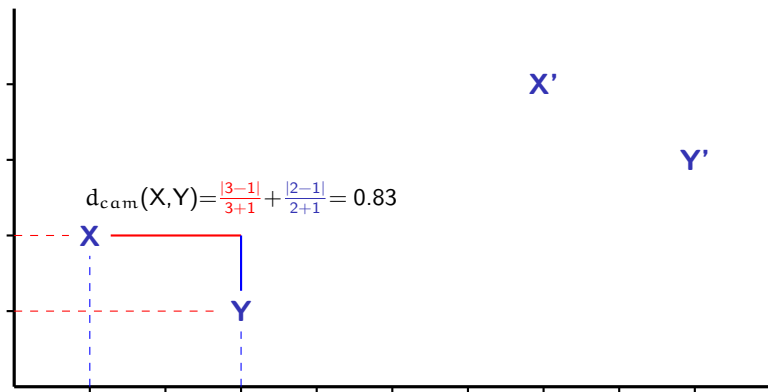 X'
Y'
d_cam(X,Y)=|3−1|/3+1+|2−1|/2+1= 0.83
X
Y